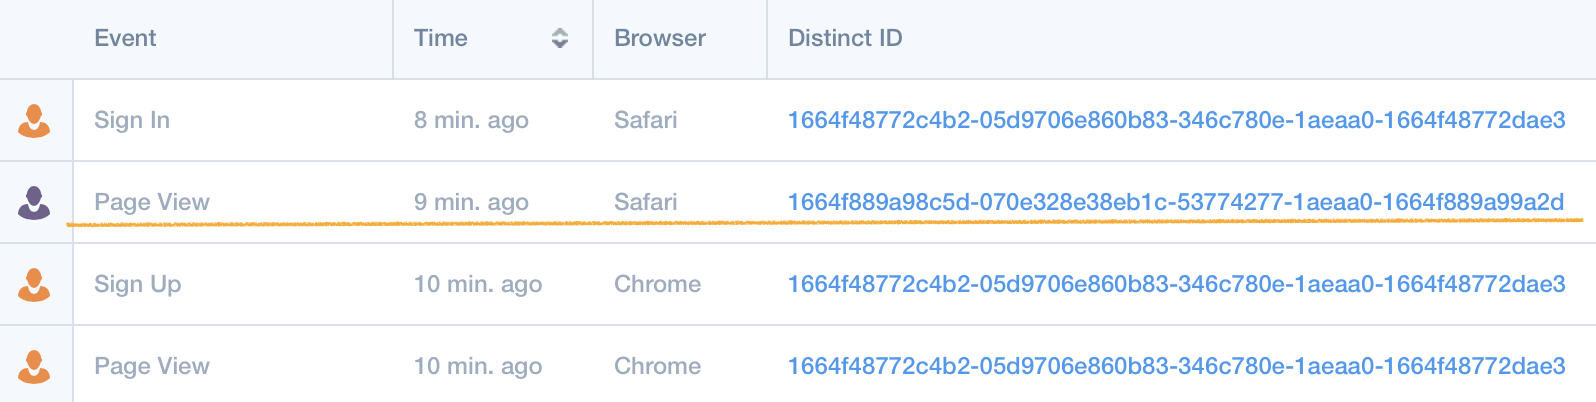 Event Time Browser Distinct ID
Sign In 8 min. ago Safari 1664f48772c4b2-05d9706e860b83-346c780e-1aeaa0-1664f48772dae3
Page View 9 min. ago Safari 1664f889a98c5d-070e328e38eb1c-53774277-1aeaa0-1664f889a99a2d
Sign Up 10 min. ago Chrome 1664f48772c4b2-05d9706e860b83-346c780e-1aeaa0-1664f48772dae3
Page View 10 min. ago Chrome 1664f48772c4b2-05d9706e860b83-346c780e-1aeaa0-1664f48772dae3